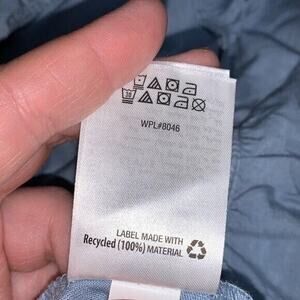 WPL#8046
LABEL MADE WITH
Recycled (100%) MATERIAL